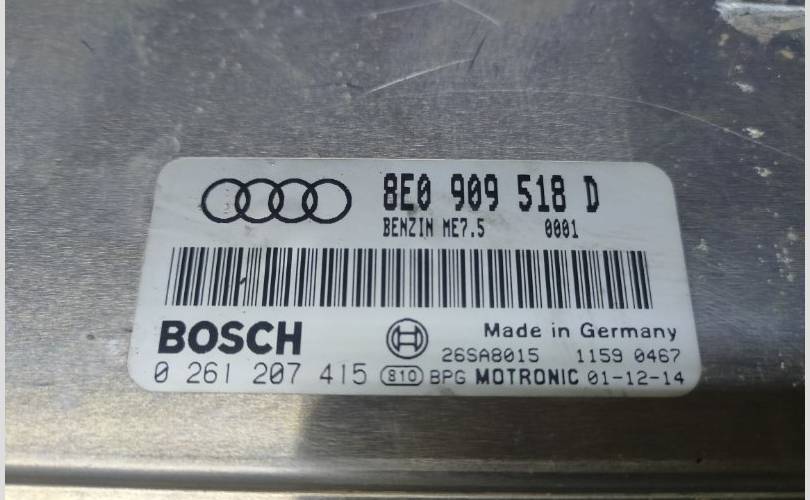 8E0 909 518 D
BENZIN ME7.5 0001
BOSCH
Made in Germany
26SA8015 1159 0467
0 261 207 415 810 BPG MOTRONIC 01-12-14